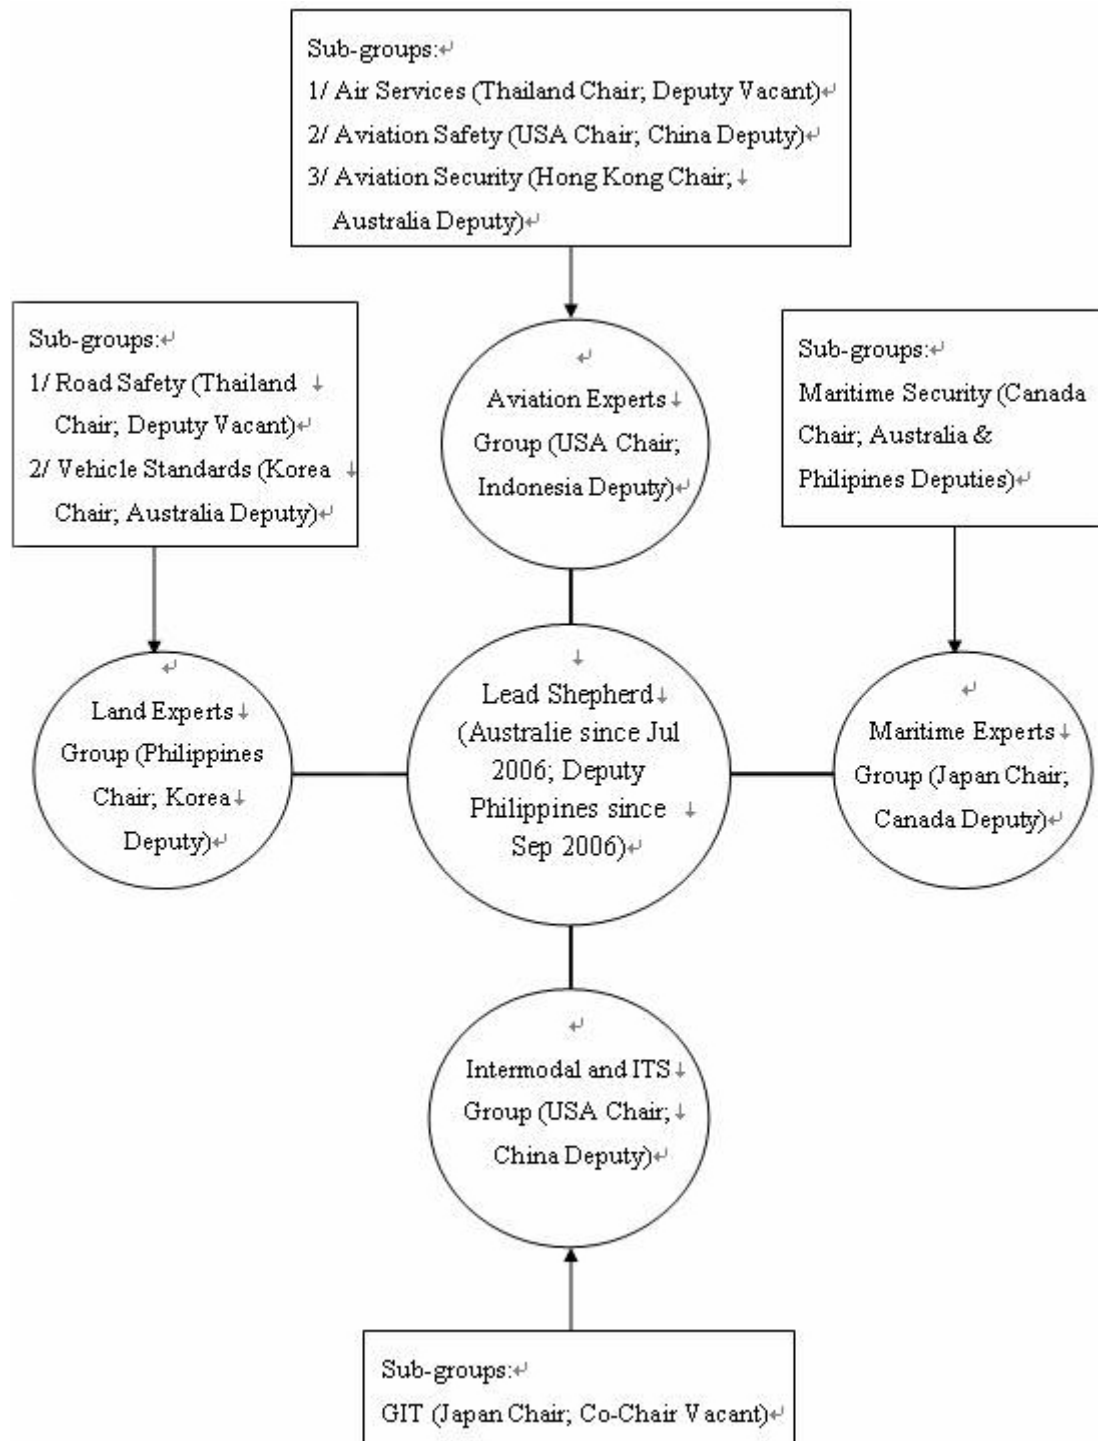 Sub-groups:↵
1/ Air Services (Thailand Chair; Deputy Vacant)↵
2/ Aviation Safety (USA Chair; China Deputy)↵
3/ Aviation Security (Hong Kong Chair; ↓
Australia Deputy)↵
Sub-groups:↵
1/ Road Safety (Thailand ↓
Chair; Deputy Vacant)↵
2/ Vehicle Standards (Korea ↓
Chair; Australia Deputy)↵
↵
Aviation Experts↓
Group (USA Chair;
Indonesia Deputy)↵
Sub-groups:↵
Maritime Security (Canada
Chair; Australia &
Philipines Deputies)↵
↵
Land Experts↓
Group (Philippines
Chair; Korea↓
Deputy)↵
↓
Lead Shepherd↓
(Australie since Jul
2006; Deputy
Philippines since ↓
Sep 2006)↵
↵
Maritime Experts↓
Group (Japan Chair;
Canada Deputy)↵
↵
Intermodal and ITS↓
Group (USA Chair;↓
China Deputy)↵
Sub-groups:↵
GIT (Japan Chair; Co-Chair Vacant)↵